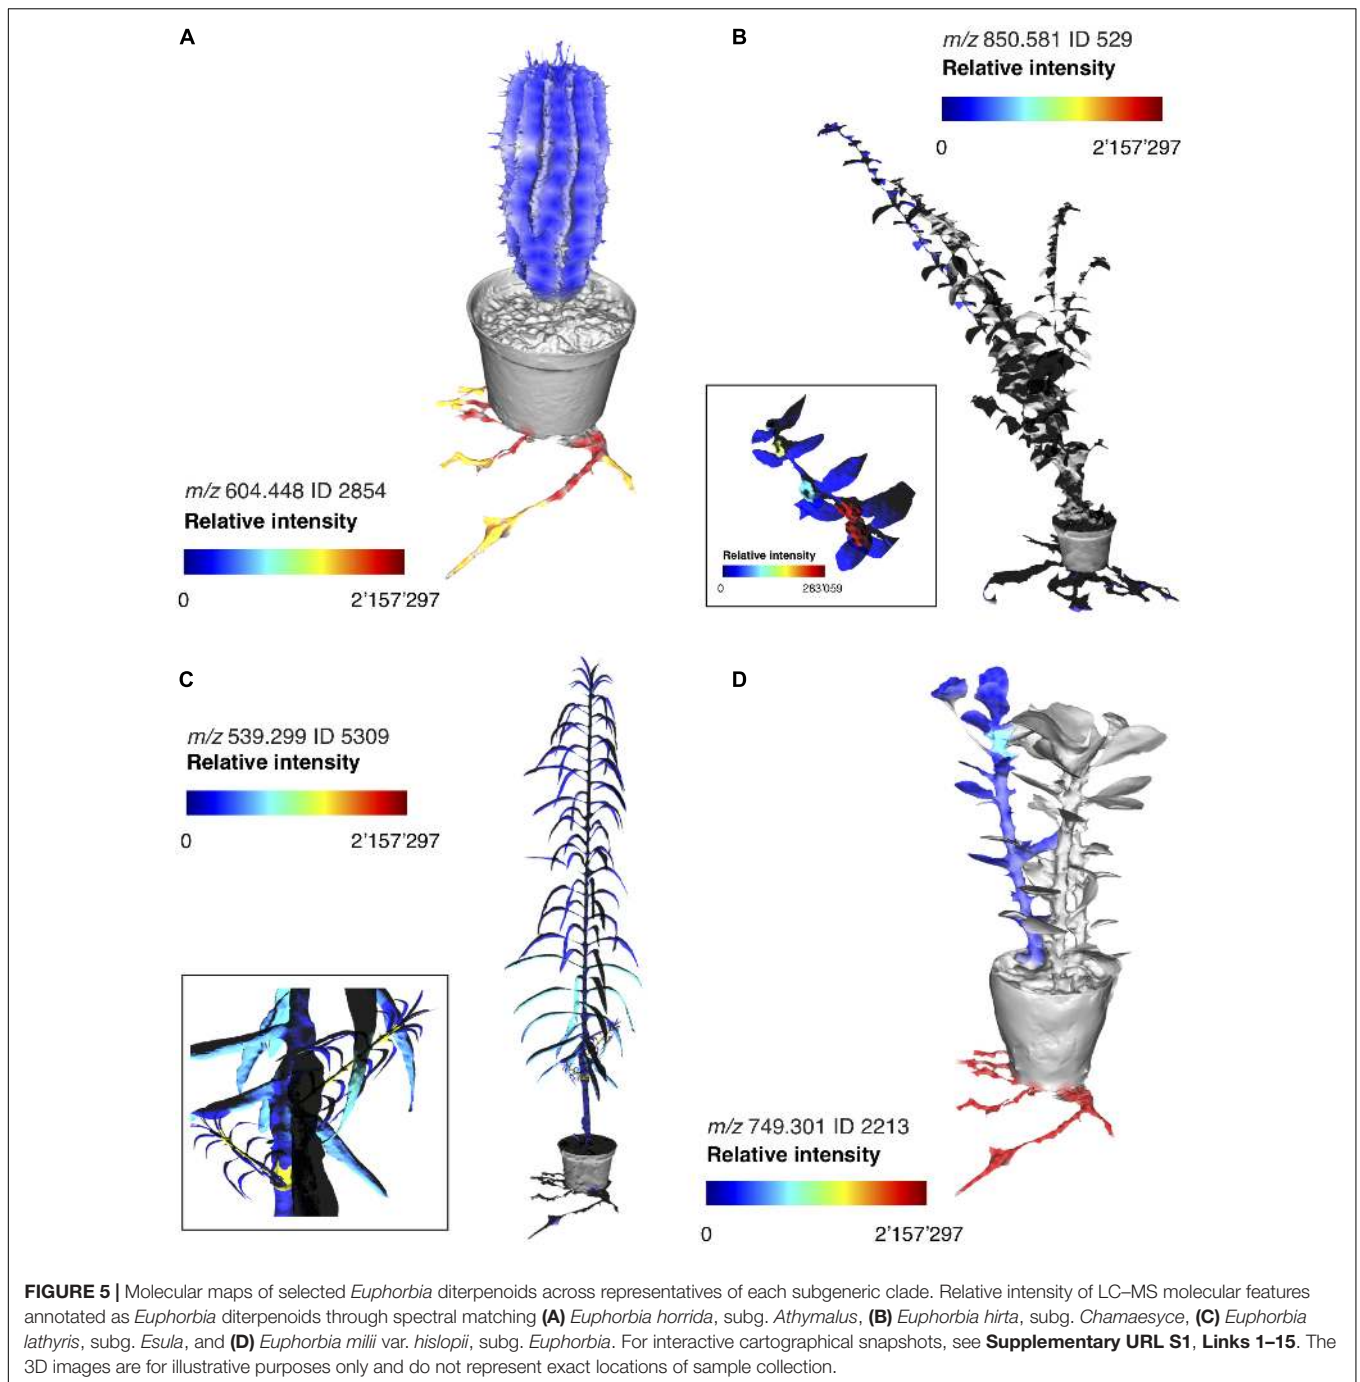 A
m/z 604.448 ID 2854
Relative intensity
0 2’157’297
B
m/z 850.581 ID 529
Relative intensity
0 2’157’297
Relative intensity
0 283’059
C
m/z 539.299 ID 5309
Relative intensity
0 2’157’297
D
m/z 749.301 ID 2213
Relative intensity
0 2’157’297
FIGURE 5 | Molecular maps of selected Euphorbia diterpenoids across representatives of each subgeneric clade. Relative intensity of LC–MS molecular features
annotated as Euphorbia diterpenoids through spectral matching (A) Euphorbia horrida, subg. Athymalus, (B) Euphorbia hirta, subg. Chamaesyce, (C) Euphorbia
lathyris, subg. Esula, and (D) Euphorbia milii var. hislopii, subg. Euphorbia. For interactive cartographical snapshots, see Supplementary URL S1, Links 1–15. The
3D images are for illustrative purposes only and do not represent exact locations of sample collection.